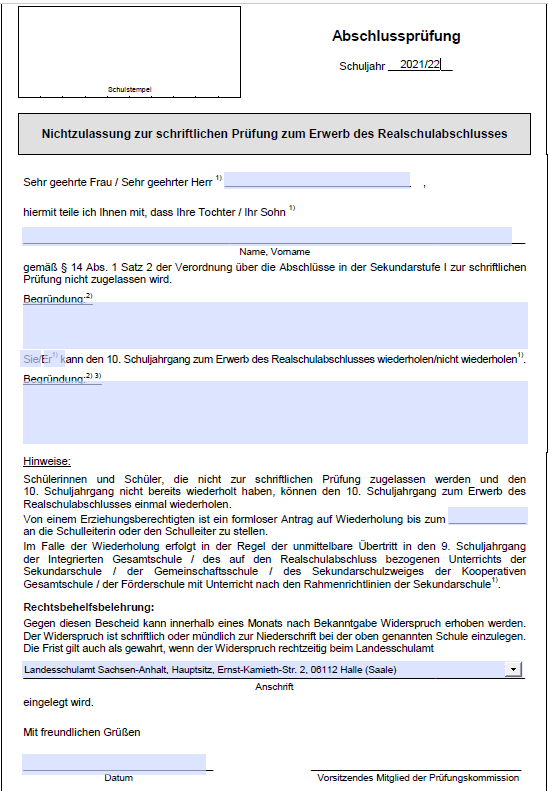 Abschlussprüfung
Schuljahr 2021/22
Schulstempel
Nichtzulassung zur schriftlichen Prüfung zum Erwerb des Realschulabschlusses
Sehr geehrte Frau / Sehr geehrter Herr 1) ,
hiermit teile ich Ihnen mit, dass Ihre Tochter / Ihr Sohn 1)
Name, Vorname
gemäß § 14 Abs. 1 Satz 2 der Verordnung über die Abschlüsse in der Sekundarstufe I zur schriftlichen
Prüfung nicht zugelassen wird.
Begründung:2)
Sie/Er1) kann den 10. Schuljahrgang zum Erwerb des Realschulabschlusses wiederholen/nicht wiederholen1).
Begründung:2) 3)
Hinweise:
Schülerinnen und Schüler, die nicht zur schriftlichen Prüfung zugelassen werden und den
10. Schuljahrgang nicht bereits wiederholt haben, können den 10. Schuljahrgang zum Erwerb des
Realschulabschlusses einmal wiederholen.
Von einem Erziehungsberechtigten ist ein formloser Antrag auf Wiederholung bis zum
an die Schulleiterin oder den Schulleiter zu stellen.
Im Falle der Wiederholung erfolgt in der Regel der unmittelbare Übertritt in den 9. Schuljahrgang
der Integrierten Gesamtschule / des auf den Realschulabschluss bezogenen Unterrichts der
Sekundarschule / der Gemeinschaftsschule / des Sekundarschulzweiges der Kooperativen
Gesamtschule / der Förderschule mit Unterricht nach den Rahmenrichtlinien der Sekundarschule1).
Rechtsbehelfsbelehrung:
Gegen diesen Bescheid kann innerhalb eines Monats nach Bekanntgabe Widerspruch erhoben werden.
Der Widerspruch ist schriftlich oder mündlich zur Niederschrift bei der oben genannten Schule einzulegen.
Die Frist gilt auch als gewahrt, wenn der Widerspruch rechtzeitig beim Landesschulamt
Landesschulamt Sachsen-Anhalt, Hauptsitz, Ernst-Kamieth-Str. 2, 06112 Halle (Saale)
Anschrift
eingelegt wird.
Mit freundlichen Grüßen
Datum
Vorsitzendes Mitglied der Prüfungskommission